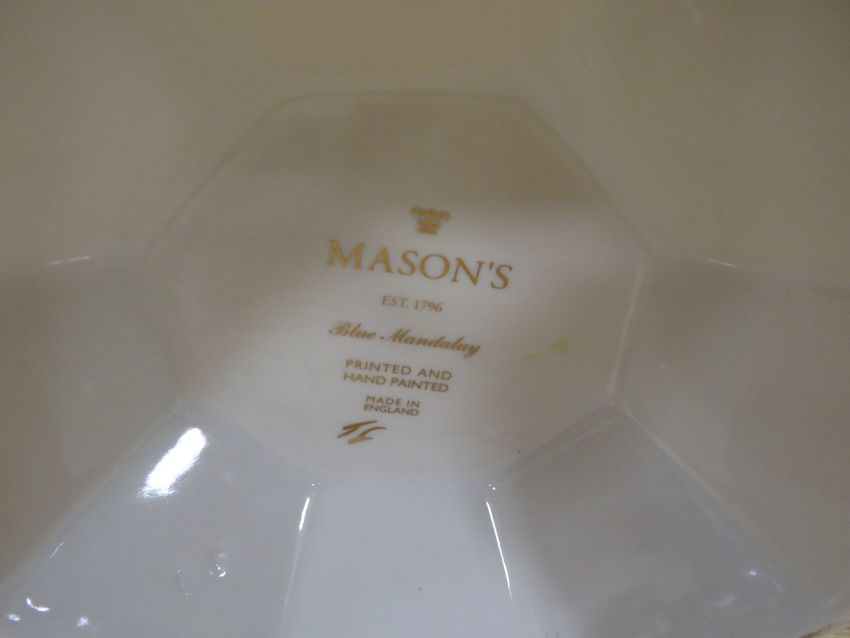 MASON'S
EST. 1796
Blue Mandalay
PRINTED AND
HAND PAINTED
MADE IN
ENGLAND